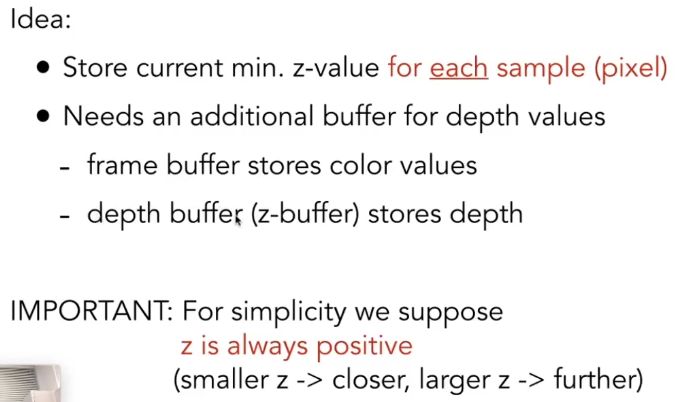 Idea:
• Store current min. z-value for each sample (pixel)
• Needs an additional buffer for depth values
- frame buffer stores color values
- depth buffer (z-buffer) stores depth
IMPORTANT: For simplicity we suppose
z is always positive
(smaller z -> closer, larger z -> further)